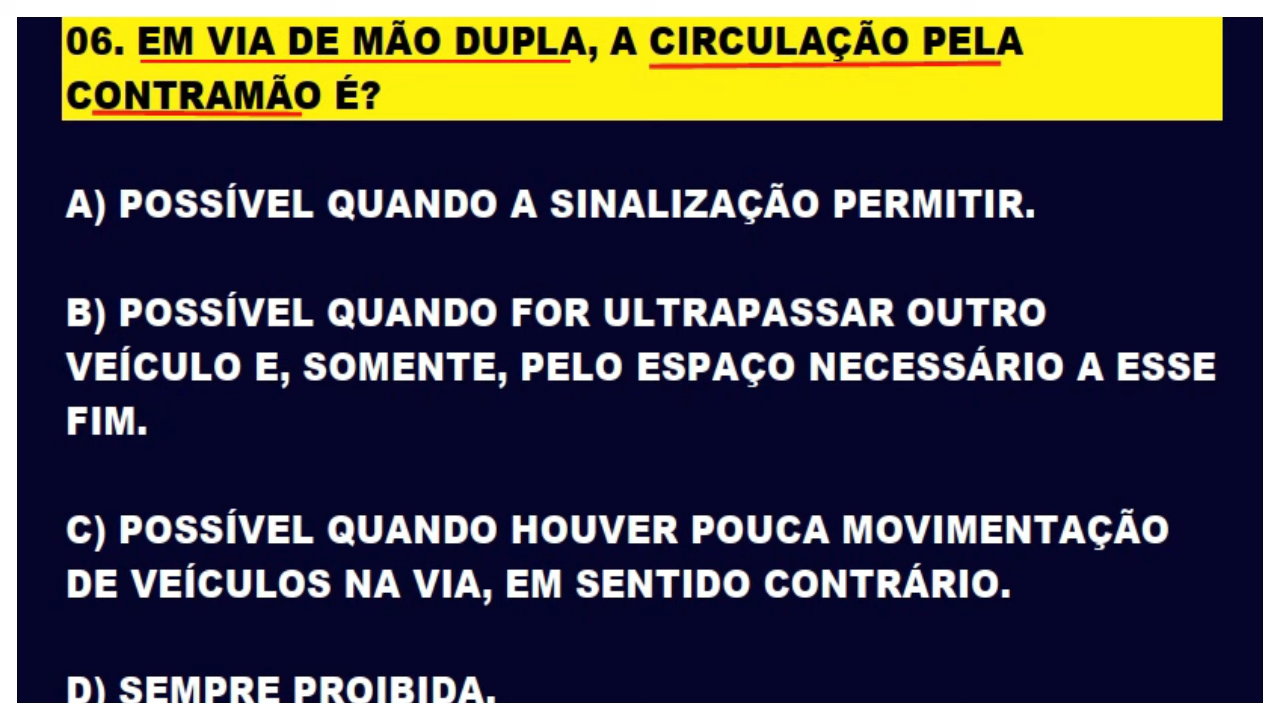 06. EM VIA DE MÃO DUPLA, A CIRCULAÇÃO PELA
CONTRAMÃO É?
A) POSSÍVEL QUANDO A SINALIZAÇÃO PERMITIR.
B) POSSÍVEL QUANDO FOR ULTRAPASSAR OUTRO
VEÍCULO E, SOMENTE, PELO ESPAÇO NECESSÁRIO A ESSE
FIM.
C) POSSÍVEL QUANDO HOUVER POUCA MOVIMENTAÇÃO
DE VEÍCULOS NA VIA, EM SENTIDO CONTRÁRIO.
D) SEMPRE PROIBIDA.